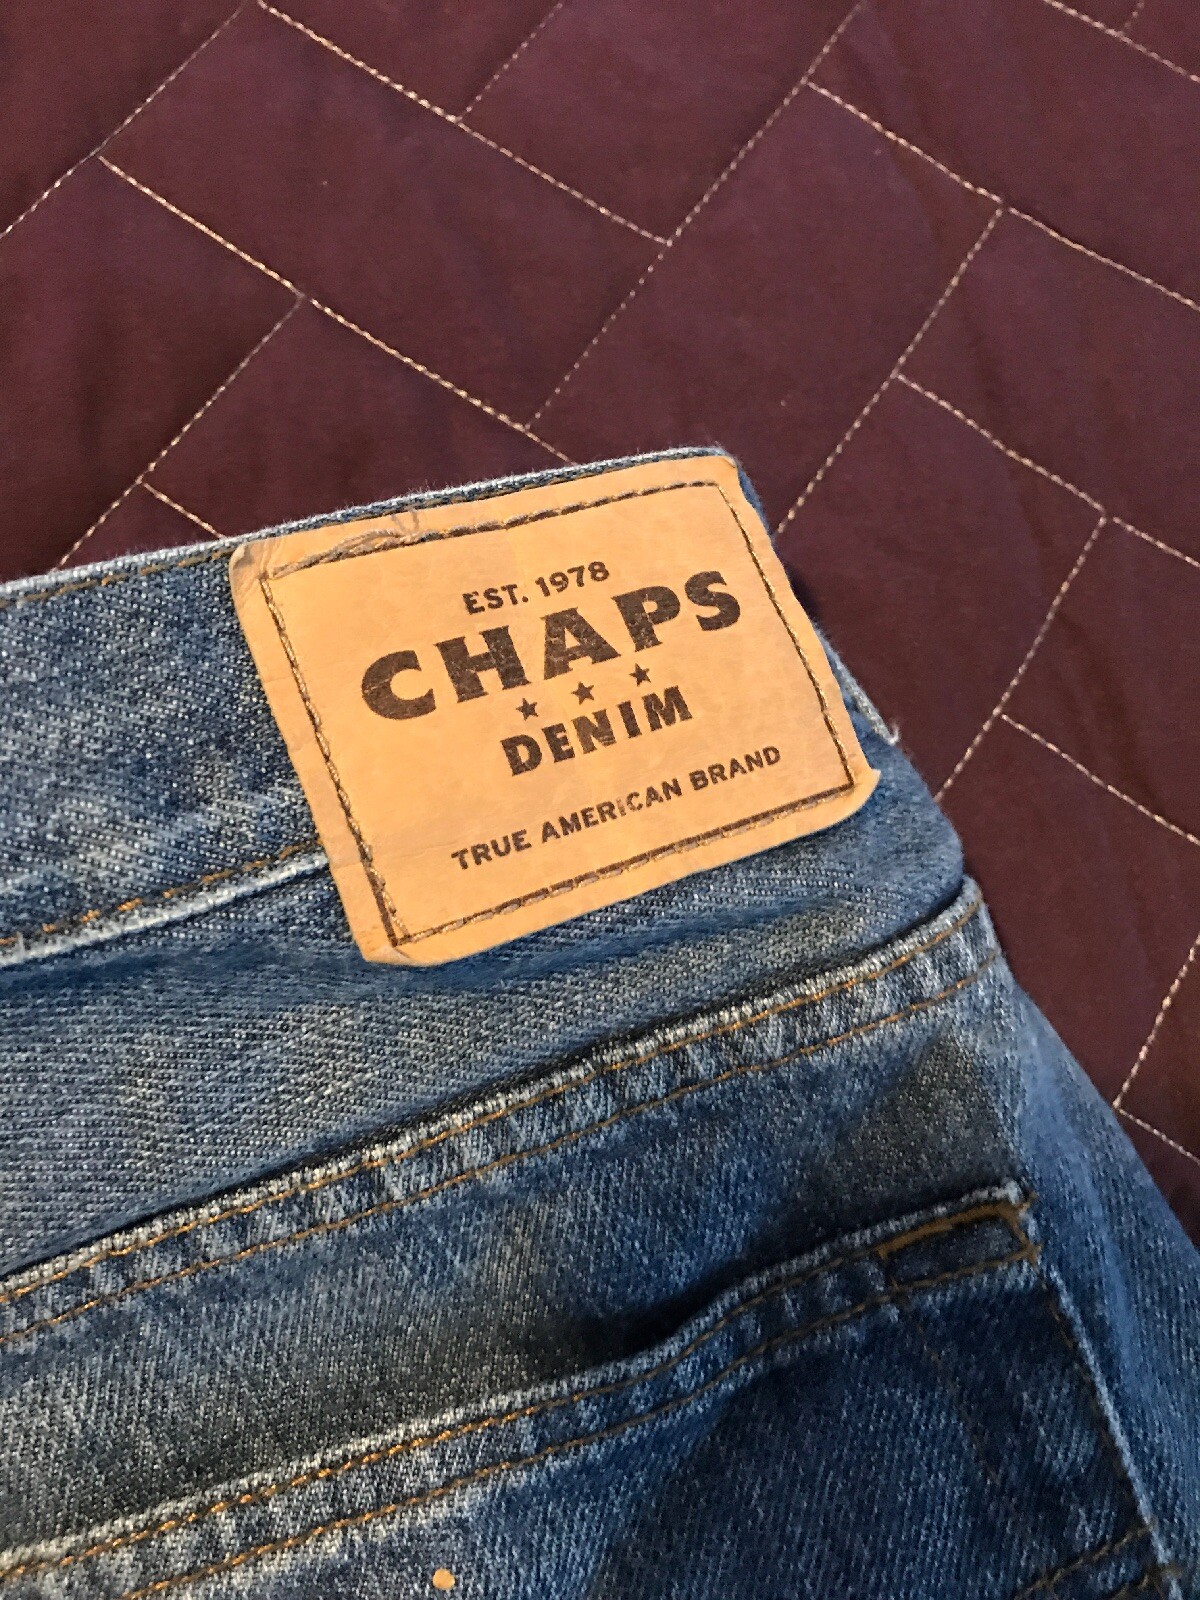 EST. 1978
CHAPS
DENIM
TRUE AMERICAN BRAND